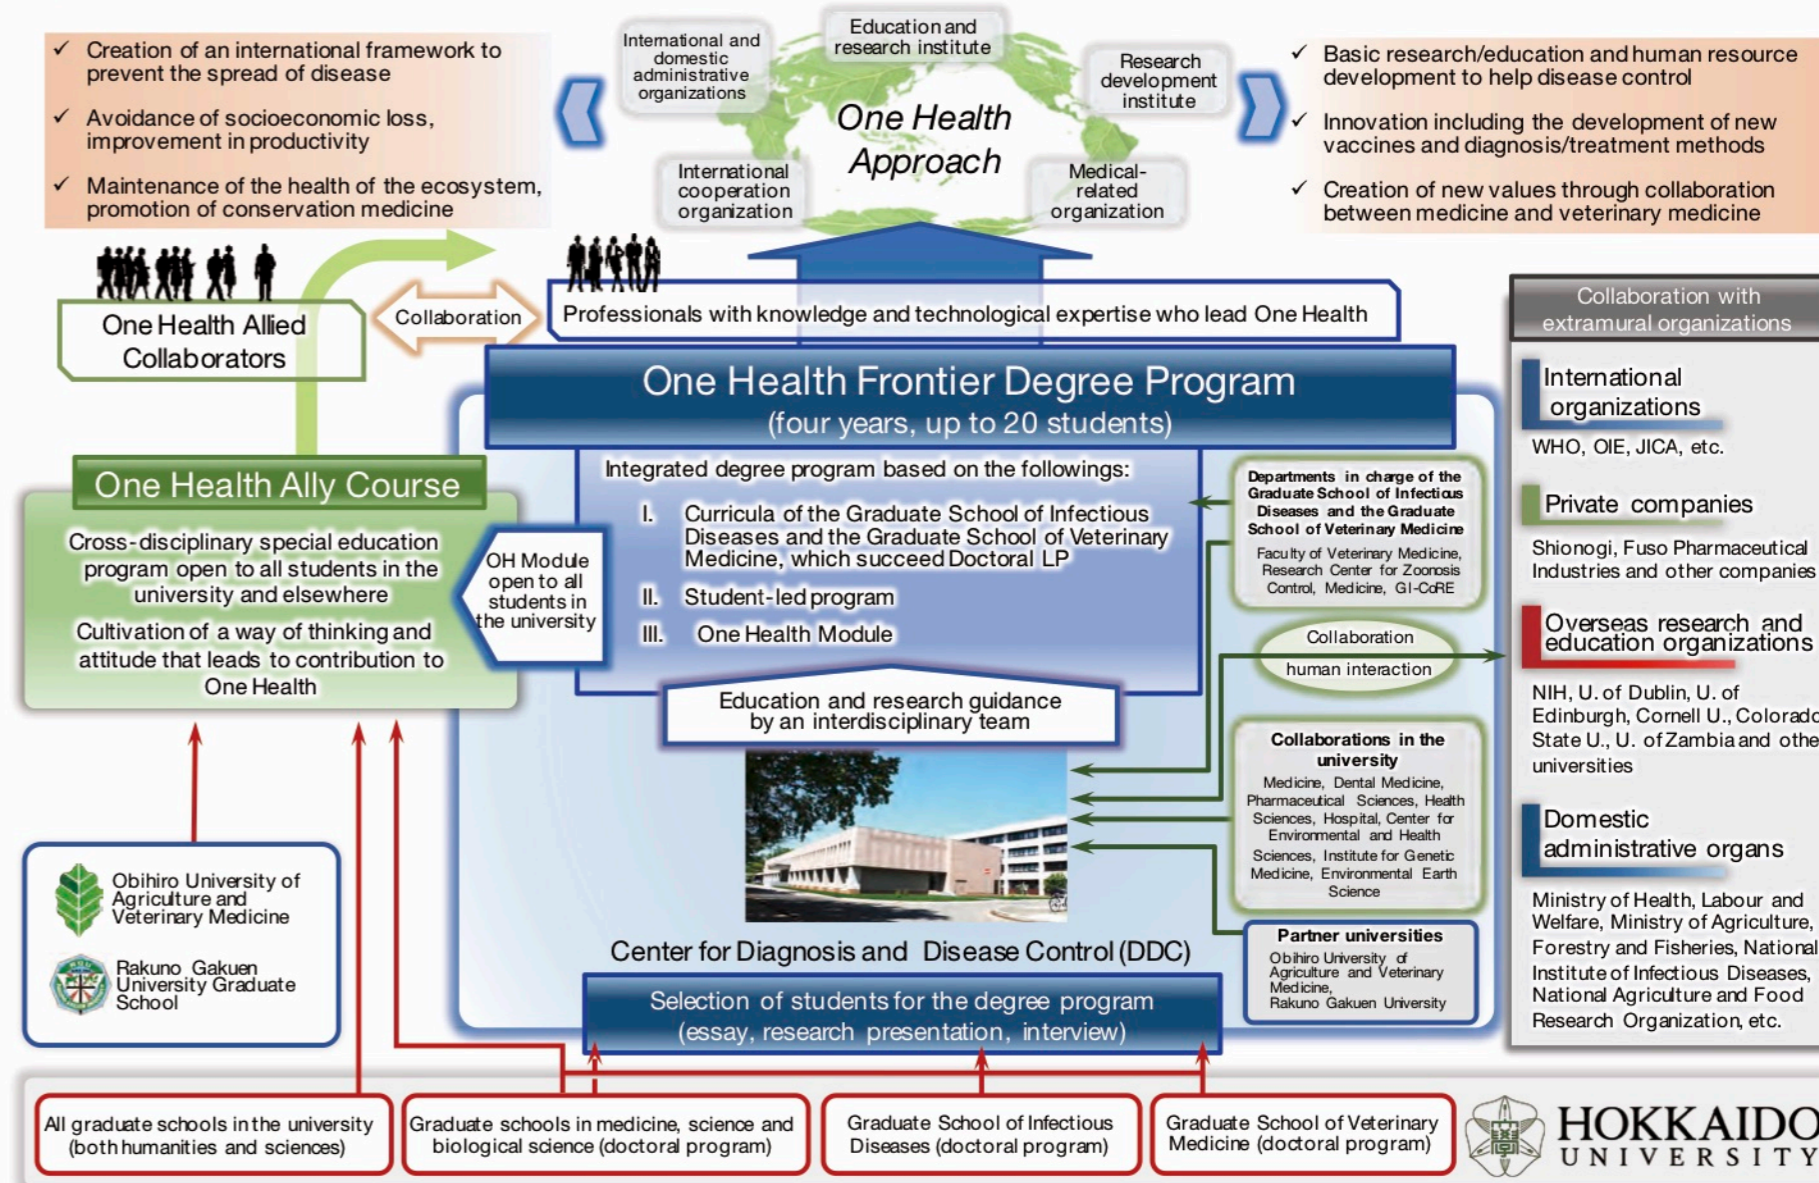 ✓ Creation of an international framework to
prevent the spread of disease
✓ Avoidance of socioeconomic loss,
improvement in productivity
✓ Maintenance of the health of the ecosystem,
promotion of conservation medicine
International and
domestic
administrative
organizations
Education and
research institute
Research
development
institute
One Health
Approach
International
cooperation
organization
Medical-
related
organization
✓ Basic research/education and human resource
development to help disease control
✓ Innovation including the development of new
vaccines and diagnosis/treatment methods
✓ Creation of new values through collaboration
between medicine and veterinary medicine
One Health Allied
Collaborators
Collaboration
Professionals with knowledge and technological expertise who lead One Health
One Health Frontier Degree Program
(four years, up to 20 students)
One Health Ally Course
Cross-disciplinary special education
program open to all students in the
university and elsewhere
Cultivation of a way of thinking and
attitude that leads to contribution to
One Health
OH Module
open to all
students in
the university
Integrated degree program based on the followings:
I. Curricula of the Graduate School of Infectious
Diseases and the Graduate School of Veterinary
Medicine, which succeed Doctoral LP
II. Student-led program
III. One Health Module
Education and research guidance
by an interdisciplinary team
Departments in charge of the
Graduate School of Infectious
Diseases and the Graduate
School of Veterinary Medicine
Faculty of Veterinary Medicine,
Research Center for Zoonosis
Control, Medicine, GI-CoRE
Collaboration
human interaction
Collaborations in the
university
Medicine, Dental Medicine,
Pharmaceutical Sciences, Health
Sciences, Hospital, Center for
Environmental and Health
Sciences, Institute for Genetic
Medicine, Environmental Earth
Science
Partner universities
Obihiro University of
Agriculture and Veterinary
Medicine,
Rakuno Gakuen University
Center for Diagnosis and Disease Control (DDC)
Selection of students for the degree program
(essay, research presentation, interview)
Obihiro University of
Agriculture and
Veterinary Medicine
Rakuno Gakuen
University Graduate
School
Collaboration with
extramural organizations
International
organizations
WHO, OIE, JICA, etc.
Private companies
Shionogi, Fuso Pharmaceutical
Industries and other companies
Overseas research and
education organizations
NIH, U. of Dublin, U. of
Edinburgh, Cornell U., Colorado
State U., U. of Zambia and othe
universities
Domestic
administrative organs
Ministry of Health, Labour and
Welfare, Ministry of Agriculture,
Forestry and Fisheries, National
Institute of Infectious Diseases,
National Agriculture and Food
Research Organization, etc.
All graduate schools in the university
(both humanities and sciences)
Graduate schools in medicine, science and
biological science (doctoral program)
Graduate School of Infectious
Diseases (doctoral program)
Graduate School of Veterinary
Medicine (doctoral program)
HOKKAIDO
UNIVERSITY